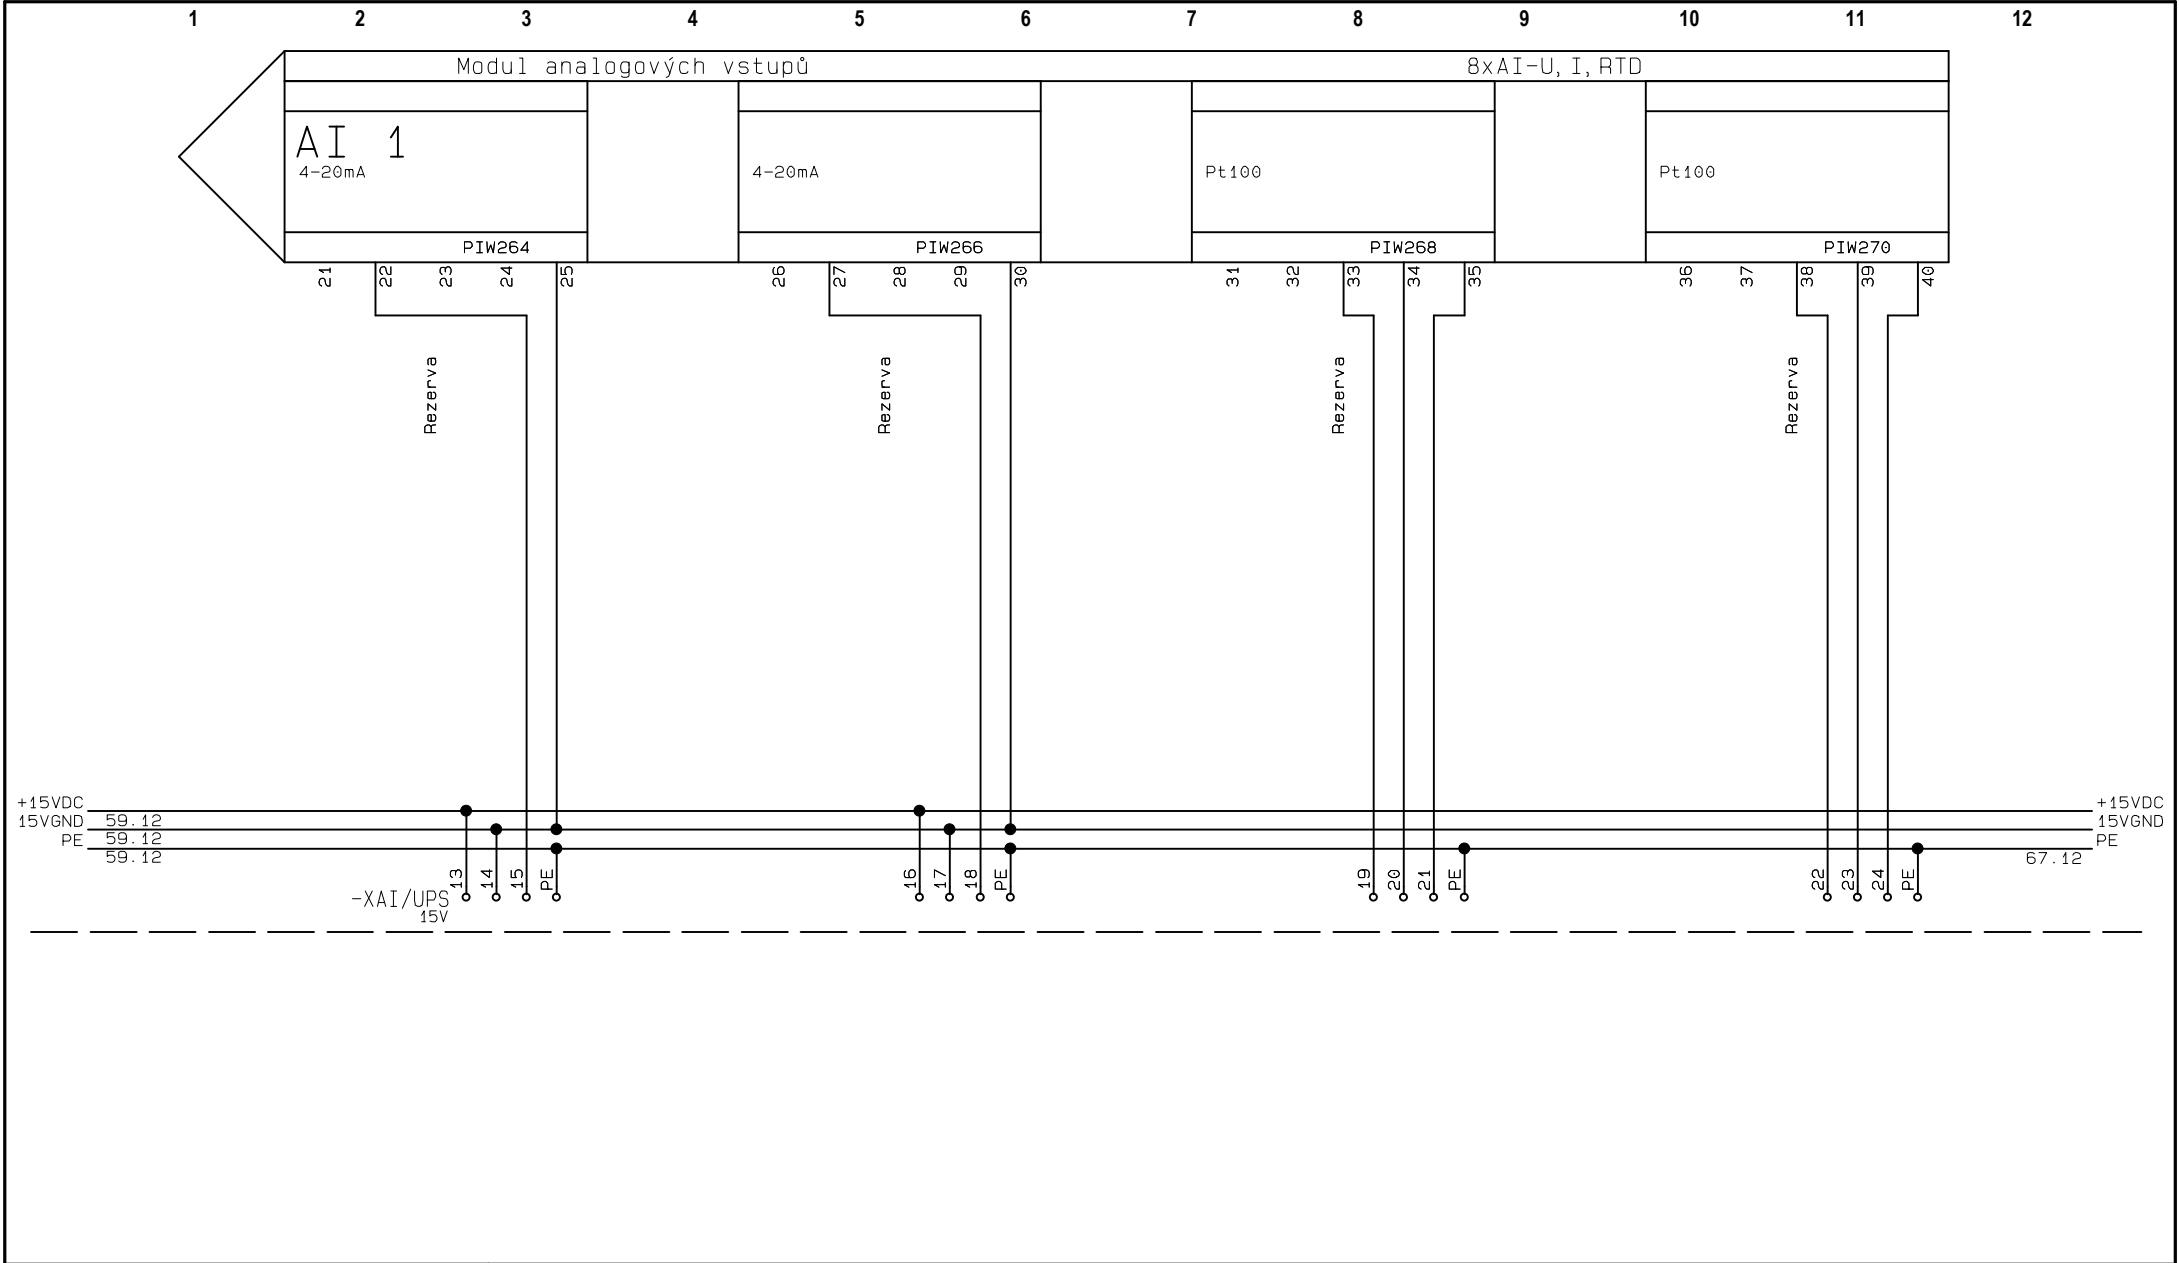 1 2 3 4 5 6 7 8 9 10 11 12
Modul analogových vstupů 8xAI-U, I, RTD
AI 1
4-20mA 4-20mA Pt100 Pt100
PIW264 PIW266 PIW268 PIW270
21 22 23 24 25 26 27 28 29 30 31 32 33 34 35 36 37 38 39 40
Rezerva Rezerva Rezerva Rezerva
+15VDC +15VDC
15VGND 59.12 15VGND
PE 59.12 PE
59.12 67.12
13 14 15 PE 16 17 18 PE 19 20 21 PE 22 23 24 PE
-XAI/UPS
15V